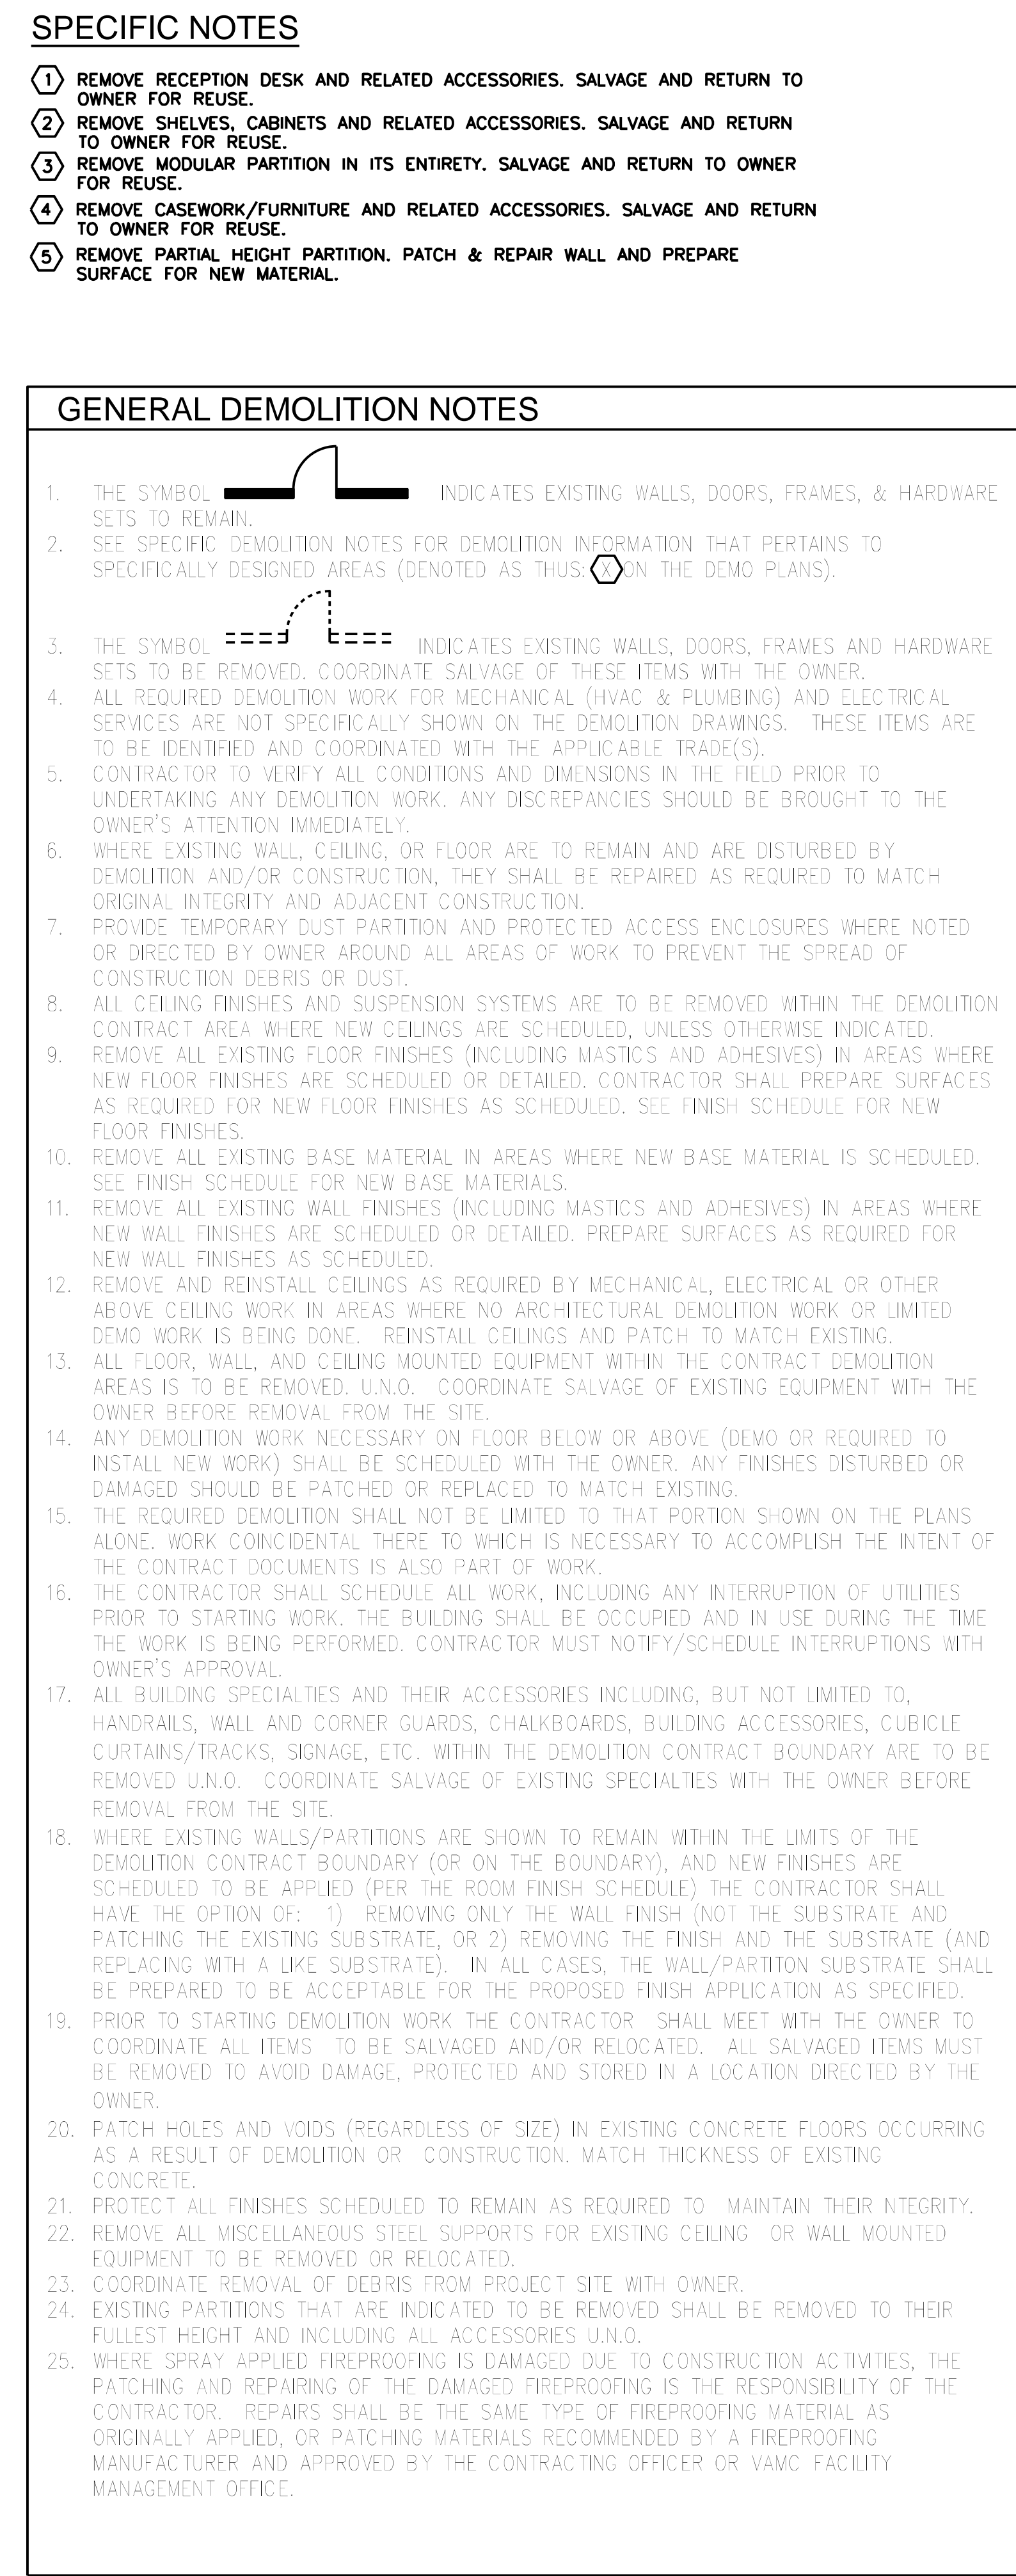 SPECIFIC NOTES
1 REMOVE RECEPTION DESK AND RELATED ACCESSORIES. SALVAGE AND RETURN TO
OWNER FOR REUSE.
2 REMOVE SHELVES, CABINETS AND RELATED ACCESSORIES. SALVAGE AND RETURN
TO OWNER FOR REUSE.
3 REMOVE MODULAR PARTITION IN ITS ENTIRETY. SALVAGE AND RETURN TO OWNER
FOR REUSE.
4 REMOVE CASEWORK/FURNITURE AND RELATED ACCESSORIES. SALVAGE AND RETURN
TO OWNER FOR REUSE.
5 REMOVE PARTIAL HEIGHT PARTITION. PATCH & REPAIR WALL AND PREPARE
SURFACE FOR NEW MATERIAL.
GENERAL DEMOLITION NOTES
1. THE SYMBOL INDICATES EXISTING WALLS, DOORS, FRAMES, & HARDWARE
SETS TO REMAIN.
2. SEE SPECIFIC DEMOLITION NOTES FOR DEMOLITION INFORMATION THAT PERTAINS TO
SPECIFICALLY DESIGNED AREAS (DENOTED AS THUS: X ON THE DEMO PLANS).
3. THE SYMBOL INDICATES EXISTING WALLS, DOORS, FRAMES AND HARDWARE
SETS TO BE REMOVED. COORDINATE SALVAGE OF THESE ITEMS WITH THE OWNER.
4. ALL REQUIRED DEMOLITION WORK FOR MECHANICAL (HVAC & PLUMBING) AND ELECTRICAL
SERVICES ARE NOT SPECIFICALLY SHOWN ON THE DEMOLITION DRAWINGS. THESE ITEMS ARE
TO BE IDENTIFIED AND COORDINATED WITH THE APPLICABLE TRADE(S).
5. CONTRACTOR TO VERIFY ALL CONDITIONS AND DIMENSIONS IN THE FIELD PRIOR TO
UNDERTAKING ANY DEMOLITION WORK. ANY DISCREPANCIES SHOULD BE BROUGHT TO THE
OWNER'S ATTENTION IMMEDIATELY.
6. WHERE EXISTING WALL, CEILING, OR FLOOR ARE TO REMAIN AND ARE DISTURBED BY
DEMOLITION AND/OR CONSTRUCTION, THEY SHALL BE REPAIRED AS REQUIRED TO MATCH
ORIGINAL INTEGRITY AND ADJACENT CONSTRUCTION.
7. PROVIDE TEMPORARY DUST PARTITION AND PROTECTED ACCESS ENCLOSURES WHERE NOTED
OR DIRECTED BY OWNER AROUND ALL AREAS OF WORK TO PREVENT THE SPREAD OF
CONSTRUCTION DEBRIS OR DUST.
8. ALL CEILING FINISHES AND SUSPENSION SYSTEMS ARE TO BE REMOVED WITHIN THE DEMOLITION
CONTRACT AREA WHERE NEW CEILINGS ARE SCHEDULED, UNLESS OTHERWISE INDICATED.
9. REMOVE ALL EXISTING FLOOR FINISHES (INCLUDING MASTICS AND ADHESIVES) IN AREAS WHERE
NEW FLOOR FINISHES ARE SCHEDULED OR DETAILED. CONTRACTOR SHALL PREPARE SURFACES
AS REQUIRED FOR NEW FLOOR FINISHES AS SCHEDULED. SEE FINISH SCHEDULE FOR NEW
FLOOR FINISHES.
10. REMOVE ALL EXISTING BASE MATERIAL IN AREAS WHERE NEW BASE MATERIAL IS SCHEDULED.
SEE FINISH SCHEDULE FOR NEW BASE MATERIALS.
11. REMOVE ALL EXISTING WALL FINISHES (INCLUDING MASTICS AND ADHESIVES) IN AREAS WHERE
NEW WALL FINISHES ARE SCHEDULED OR DETAILED. PREPARE SURFACES AS REQUIRED FOR
NEW WALL FINISHES AS SCHEDULED.
12. REMOVE AND REINSTALL CEILINGS AS REQUIRED BY MECHANICAL, ELECTRICAL OR OTHER
ABOVE CEILING WORK IN AREAS WHERE NO ARCHITECTURAL DEMOLITION WORK OR LIMITED
DEMO WORK IS BEING DONE. REINSTALL CEILINGS AND PATCH TO MATCH EXISTING.
13. ALL FLOOR, WALL, AND CEILING MOUNTED EQUIPMENT WITHIN THE CONTRACT DEMOLITION
AREAS IS TO BE REMOVED. U.N.O. COORDINATE SALVAGE OF EXISTING EQUIPMENT WITH THE
OWNER BEFORE REMOVAL FROM THE SITE.
14. ANY DEMOLITION WORK NECESSARY ON FLOOR BELOW OR ABOVE (DEMO OR REQUIRED TO
INSTALL NEW WORK) SHALL BE SCHEDULED WITH THE OWNER. ANY FINISHES DISTURBED OR
DAMAGED SHOULD BE PATCHED OR REPLACED TO MATCH EXISTING.
15. THE REQUIRED DEMOLITION SHALL NOT BE LIMITED TO THAT PORTION SHOWN ON THE PLANS
ALONE. WORK COINCIDENTAL THERE TO WHICH IS NECESSARY TO ACCOMPLISH THE INTENT OF
THE CONTRACT DOCUMENTS IS ALSO PART OF WORK.
16. THE CONTRACTOR SHALL SCHEDULE ALL WORK, INCLUDING ANY INTERRUPTION OF UTILITIES
PRIOR TO STARTING WORK. THE BUILDING SHALL BE OCCUPIED AND IN USE DURING THE TIME
THE WORK IS BEING PERFORMED. CONTRACTOR MUST NOTIFY/SCHEDULE INTERRUPTIONS WITH
OWNER'S APPROVAL.
17. ALL BUILDING SPECIALTIES AND THEIR ACCESSORIES INCLUDING, BUT NOT LIMITED TO,
HANDRAILS, WALL AND CORNER GUARDS, CHALKBOARDS, BUILDING ACCESSORIES, CUBICLE
CURTAINS/TRACKS, SIGNAGE, ETC. WITHIN THE DEMOLITION CONTRACT BOUNDARY ARE TO BE
REMOVED U.N.O. COORDINATE SALVAGE OF EXISTING SPECIALTIES WITH THE OWNER BEFORE
REMOVAL FROM THE SITE.
18. WHERE EXISTING WALLS/PARTITIONS ARE SHOWN TO REMAIN WITHIN THE LIMITS OF THE
DEMOLITION CONTRACT BOUNDARY (OR ON THE BOUNDARY), AND NEW FINISHES ARE
SCHEDULED TO BE APPLIED (PER THE ROOM FINISH SCHEDULE) THE CONTRACTOR SHALL
HAVE THE OPTION OF: 1) REMOVING ONLY THE WALL FINISH (NOT THE SUBSTRATE AND
PATCHING THE EXISTING SUBSTRATE, OR 2) REMOVING THE FINISH AND THE SUBSTRATE (AND
REPLACING WITH A LIKE SUBSTRATE). IN ALL CASES, THE WALL/PARTITON SUBSTRATE SHALL
BE PREPARED TO BE ACCEPTABLE FOR THE PROPOSED FINISH APPLICATION AS SPECIFIED.
19. PRIOR TO STARTING DEMOLITION WORK THE CONTRACTOR SHALL MEET WITH THE OWNER TO
COORDINATE ALL ITEMS TO BE SALVAGED AND/OR RELOCATED. ALL SALVAGED ITEMS MUST
BE REMOVED TO AVOID DAMAGE, PROTECTED AND STORED IN A LOCATION DIRECTED BY THE
OWNER.
20. PATCH HOLES AND VOIDS (REGARDLESS OF SIZE) IN EXISTING CONCRETE FLOORS OCCURRING
AS A RESULT OF DEMOLITION OR CONSTRUCTION. MATCH THICKNESS OF EXISTING
CONCRETE.
21. PROTECT ALL FINISHES SCHEDULED TO REMAIN AS REQUIRED TO MAINTAIN THEIR NTEGRITY.
22. REMOVE ALL MISCELLANEOUS STEEL SUPPORTS FOR EXISTING CEILING OR WALL MOUNTED
EQUIPMENT TO BE REMOVED OR RELOCATED.
23. COORDINATE REMOVAL OF DEBRIS FROM PROJECT SITE WITH OWNER.
24. EXISTING PARTITIONS THAT ARE INDICATED TO BE REMOVED SHALL BE REMOVED TO THEIR
FULLEST HEIGHT AND INCLUDING ALL ACCESSORIES U.N.O.
25. WHERE SPRAY APPLIED FIREPROOFING IS DAMAGED DUE TO CONSTRUCTION ACTIVITIES, THE
PATCHING AND REPAIRING OF THE DAMAGED FIREPROOFING IS THE RESPONSIBILITY OF THE
CONTRACTOR. REPAIRS SHALL BE THE SAME TYPE OF FIREPROOFING MATERIAL AS
ORIGINALLY APPLIED, OR PATCHING MATERIALS RECOMMENDED BY A FIREPROOFING
MANUFACTURER AND APPROVED BY THE CONTRACTING OFFICER OR VAMC FACILITY
MANAGEMENT OFFICE.